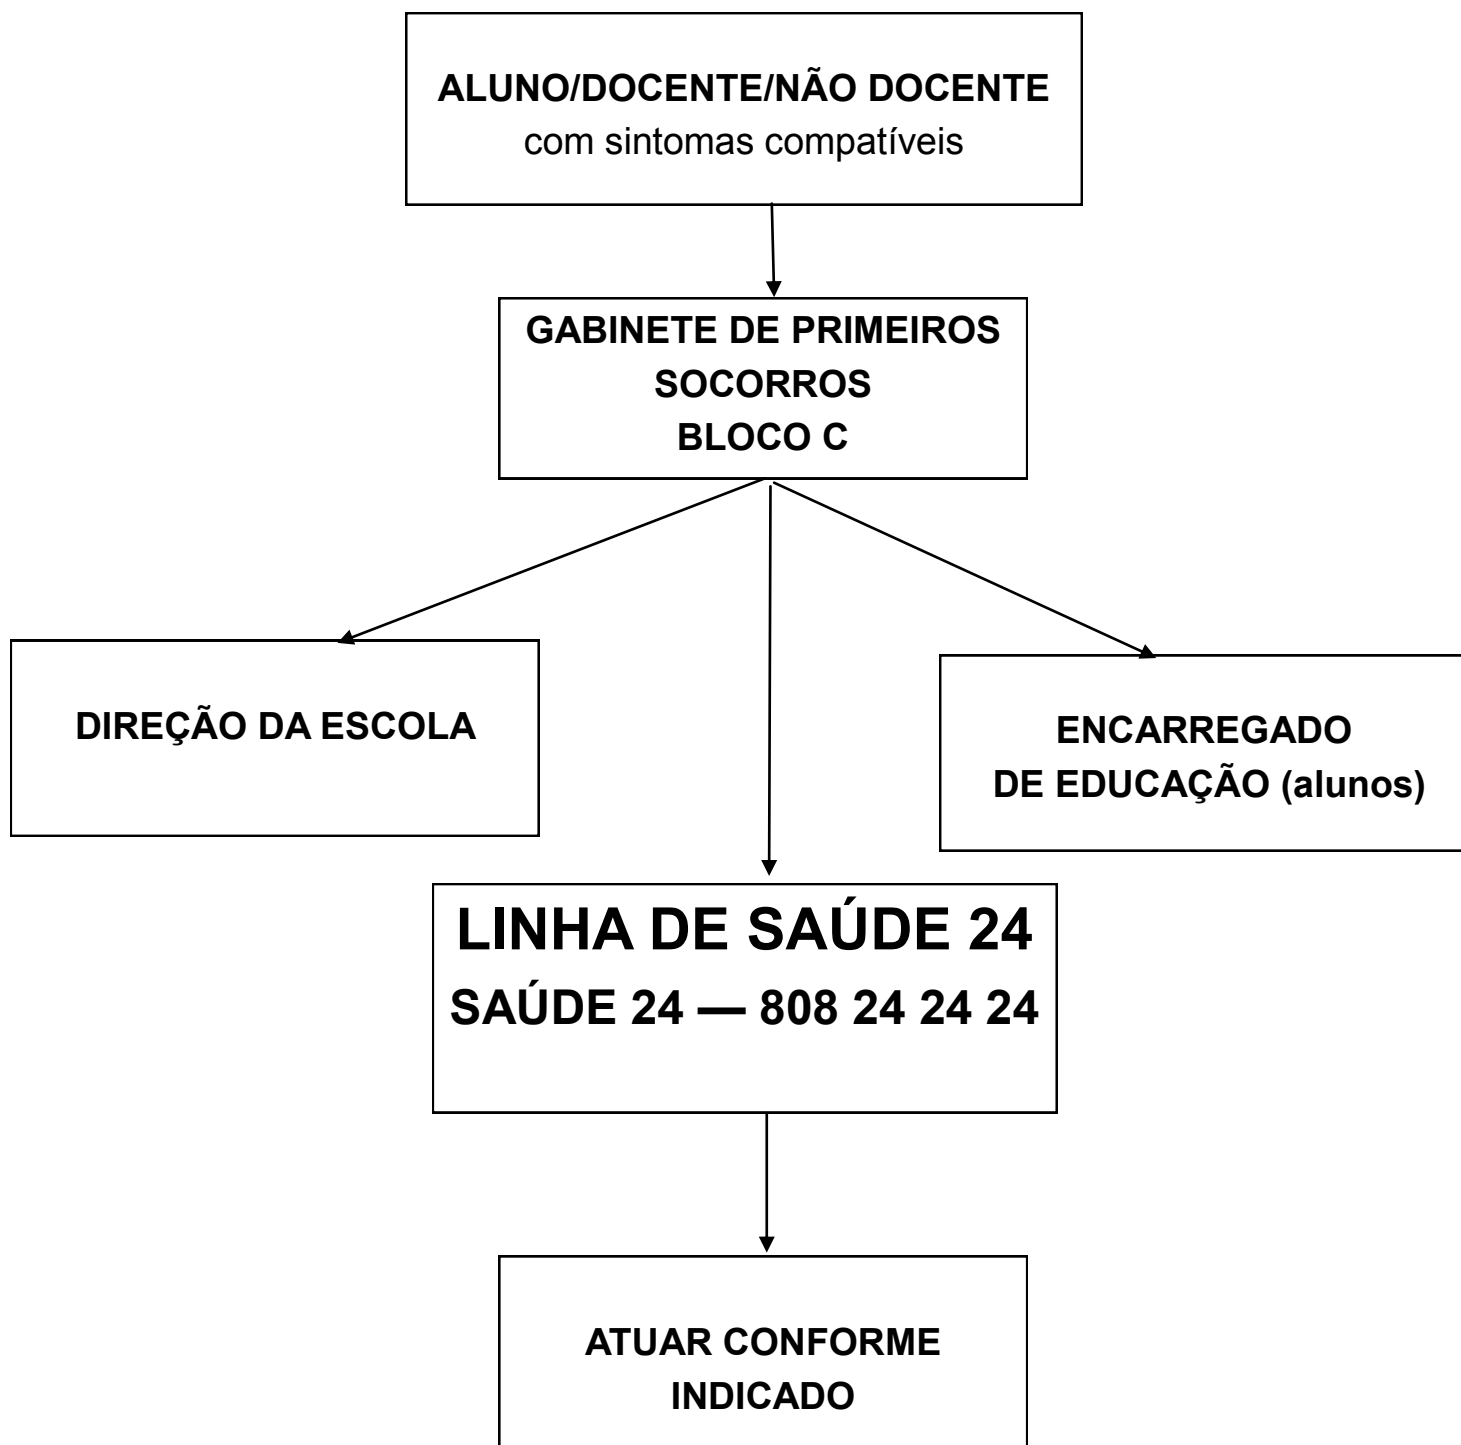 ALUNO/DOCENTE/NÃO DOCENTE
com sintomas compatíveis
GABINETE DE PRIMEIROS
SOCORROS
BLOCO C
DIREÇÃO DA ESCOLA
ENCARREGADO
DE EDUCAÇÃO (alunos)
LINHA DE SAÚDE 24
SAÚDE 24 — 808 24 24 24
ATUAR CONFORME
INDICADO